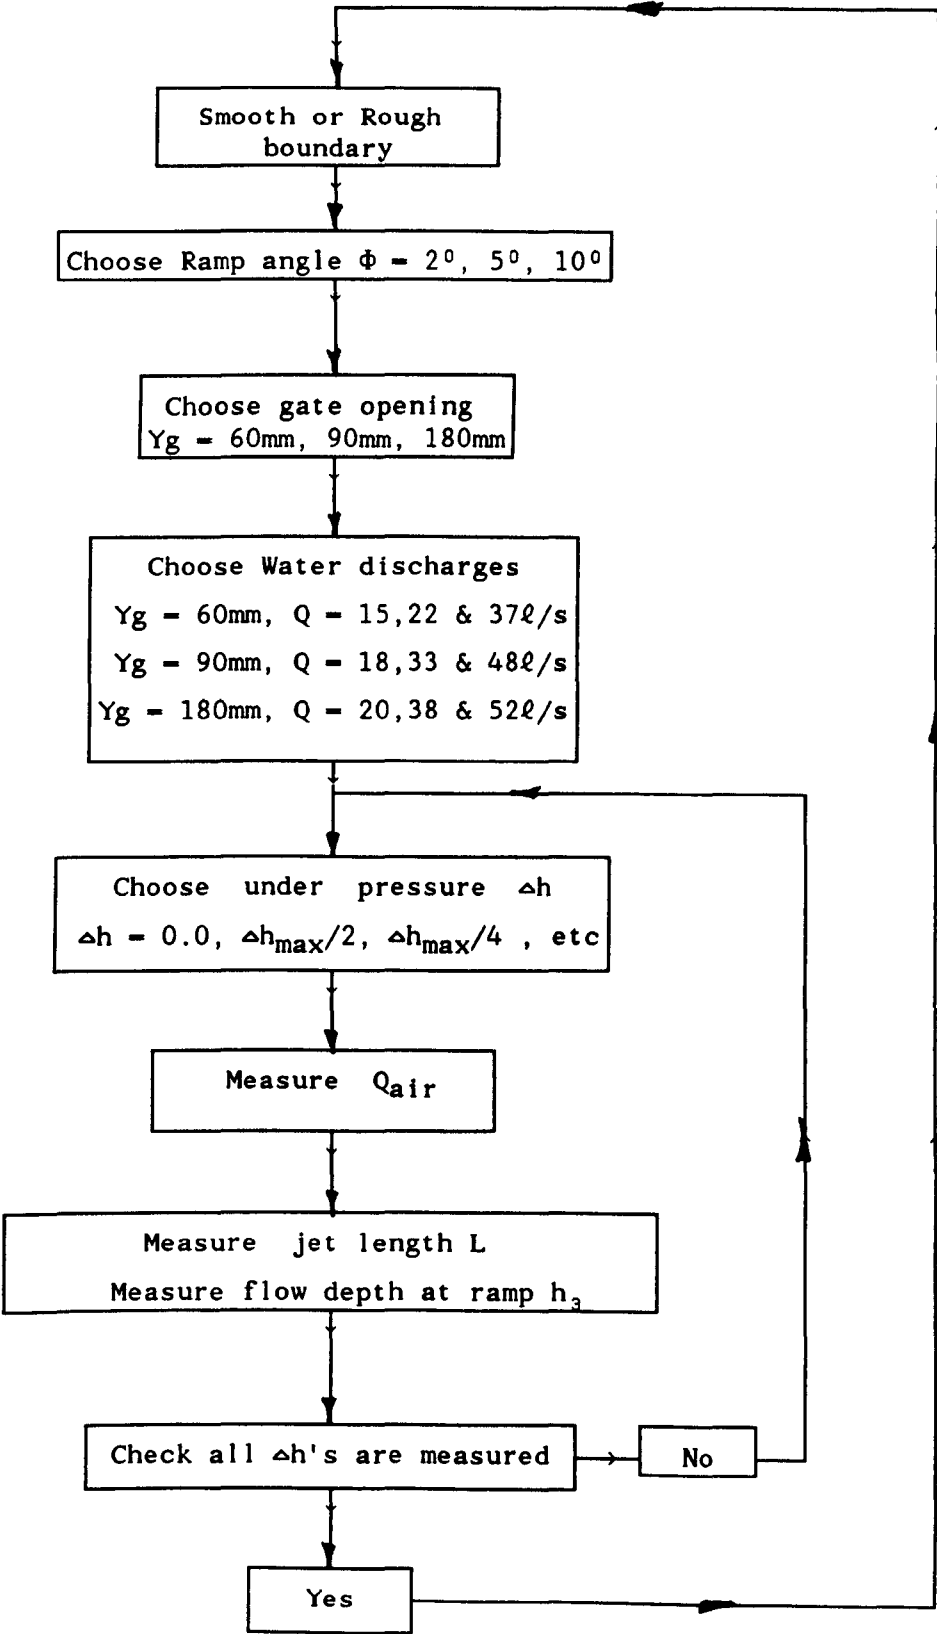 Smooth or Rough
boundary
Choose Ramp angle Φ = 2⁰, 5⁰, 10⁰
Choose gate opening
Yg = 60mm, 90mm, 180mm
Choose Water discharges
Yg = 60mm, Q = 15,22 & 37ℓ/s
Yg = 90mm, Q = 18,33 & 48ℓ/s
Yg = 180mm, Q = 20,38 & 52ℓ/s
Choose under pressure △h
△h = 0.0, △hmax/2, △hmax/4 , etc
Measure Qair
Measure jet length L
Measure flow depth at ramp h₃
Check all △h's are measured
No
Yes